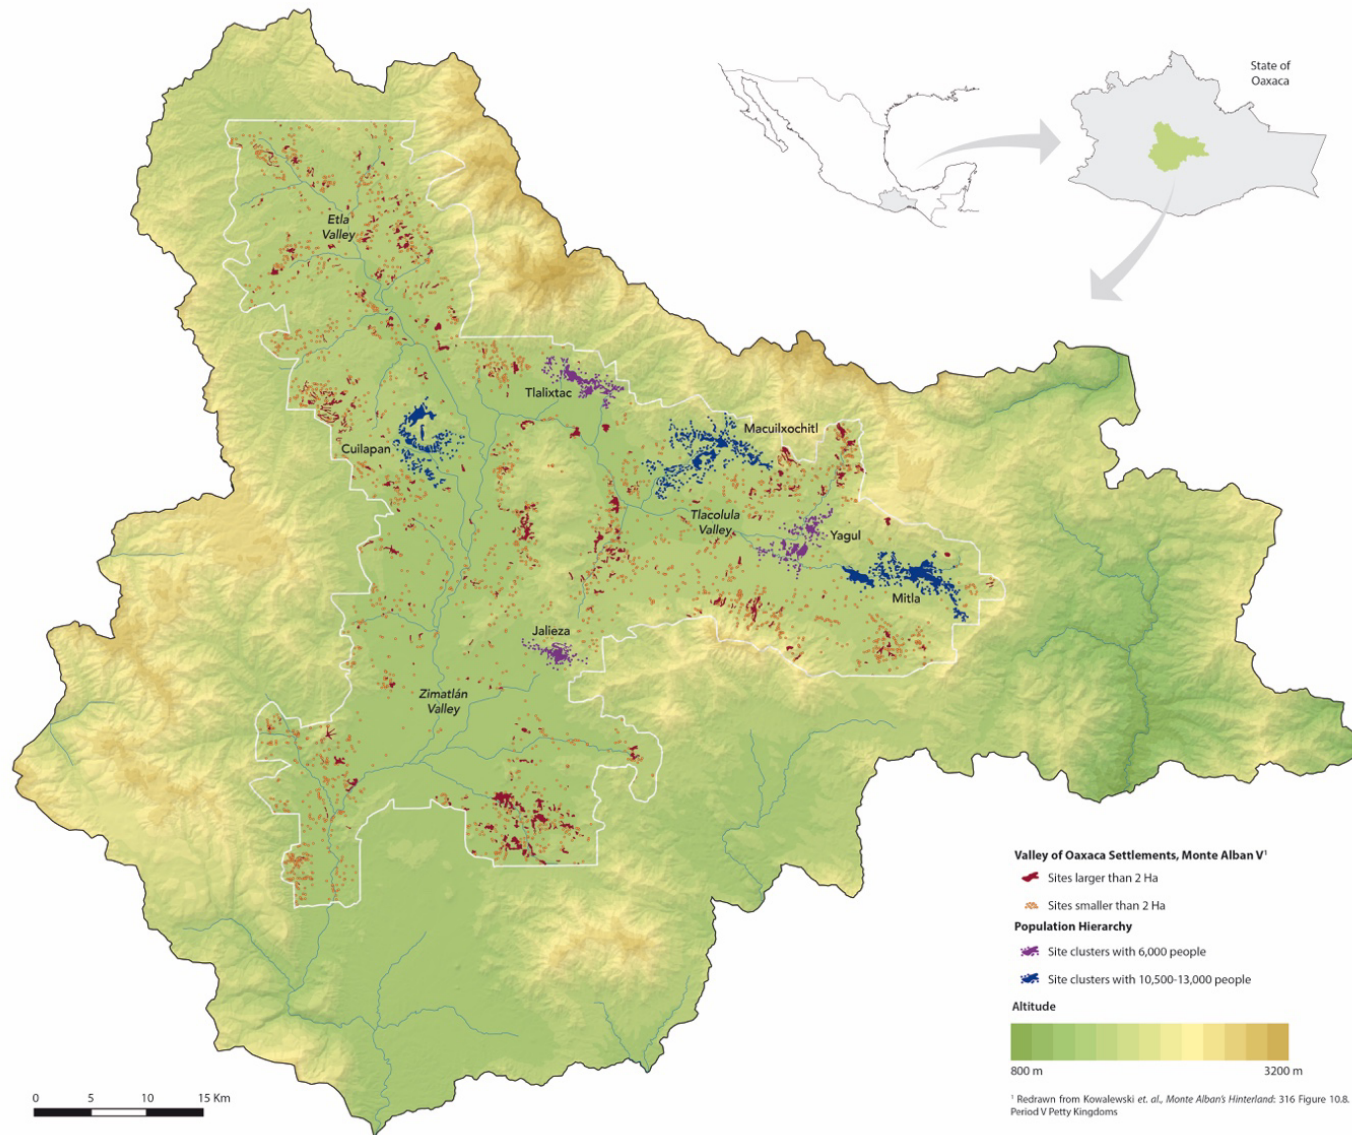 State of
Oaxaca
Etla
Valley
Tlalixtac
Macuilxochitl
Cuilapan
Tlacolula
Valley
Yagul
Mitla
Jalieza
Zimatlán
Valley
Valley of Oaxaca Settlements, Monte Alban V¹
Sites larger than 2 Ha
Sites smaller than 2 Ha
Population Hierarchy
Site clusters with 6,000 people
Site clusters with 10,500-13,000 people
Altitude
800 m 3200 m
0 5 10 15 Km
¹ Redrawn from Kowalewski et. al., Monte Alban's Hinterland: 316 Figure 10.8.
Period V Petty Kingdoms